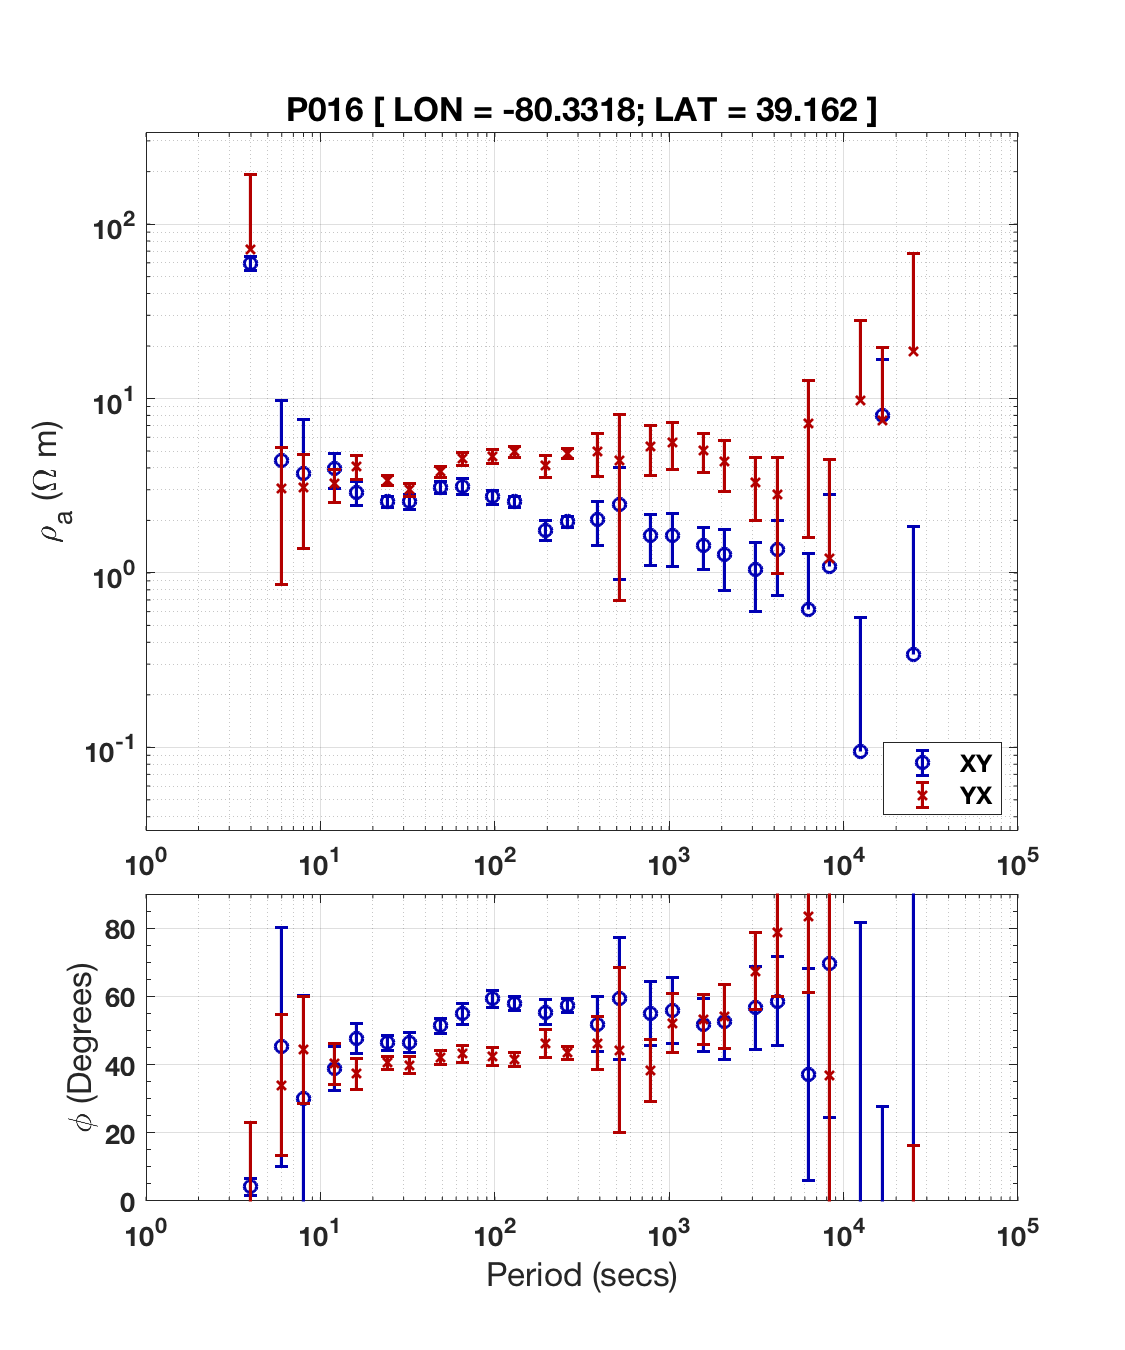 P016 [ LON = -80.3318; LAT = 39.162 ]
10²
10¹
10⁰
10⁻¹
ρₐ (Ω m)
XY
YX
10⁰ 10¹ 10² 10³ 10⁴ 10⁵
80
60
40
20
0
ϕ (Degrees)
10⁰ 10¹ 10² 10³ 10⁴ 10⁵
Period (secs)